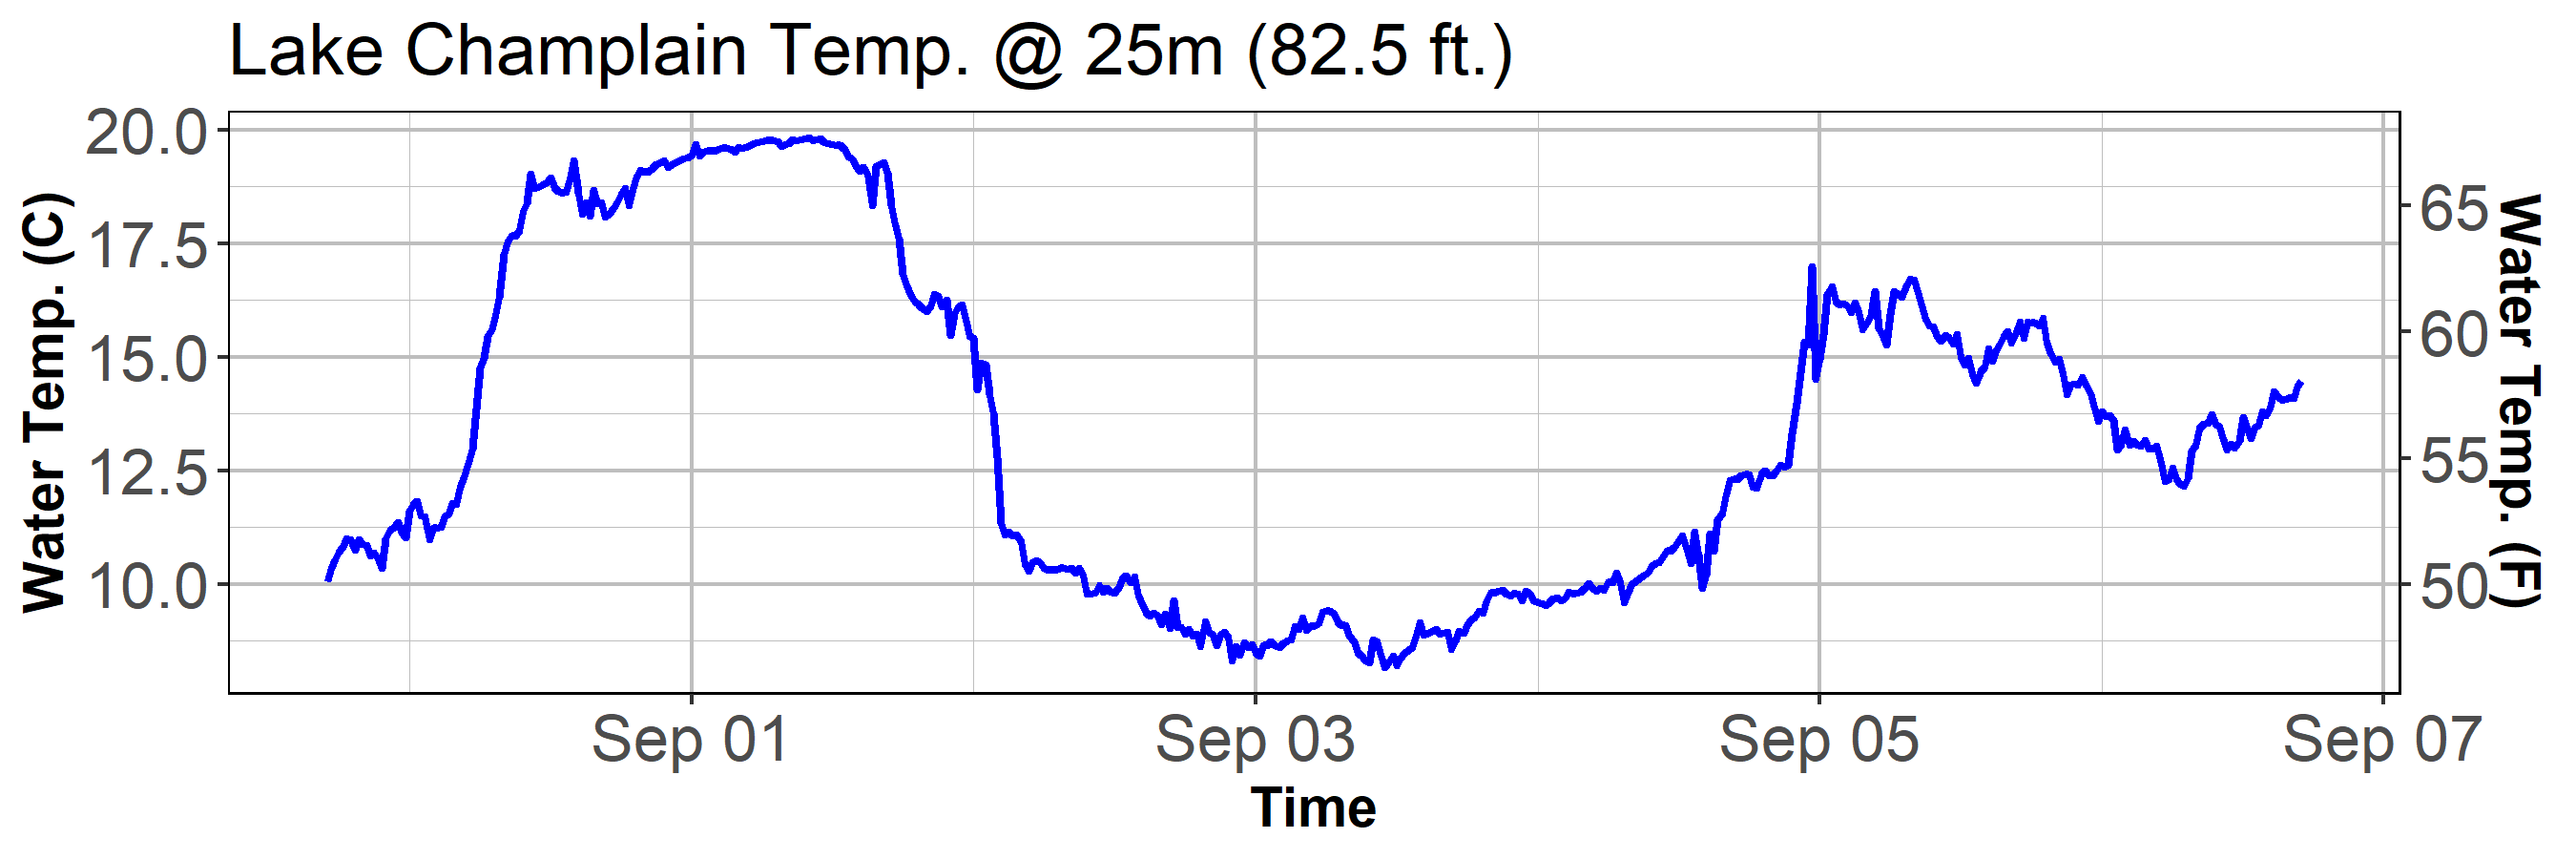 Lake Champlain Temp. @ 25m (82.5 ft.)
Water Temp. (C)
20.0
17.5
15.0
12.5
10.0
65
60
55
50
Water Temp. (F)
Sep 01 Sep 03 Sep 05 Sep 07
Time